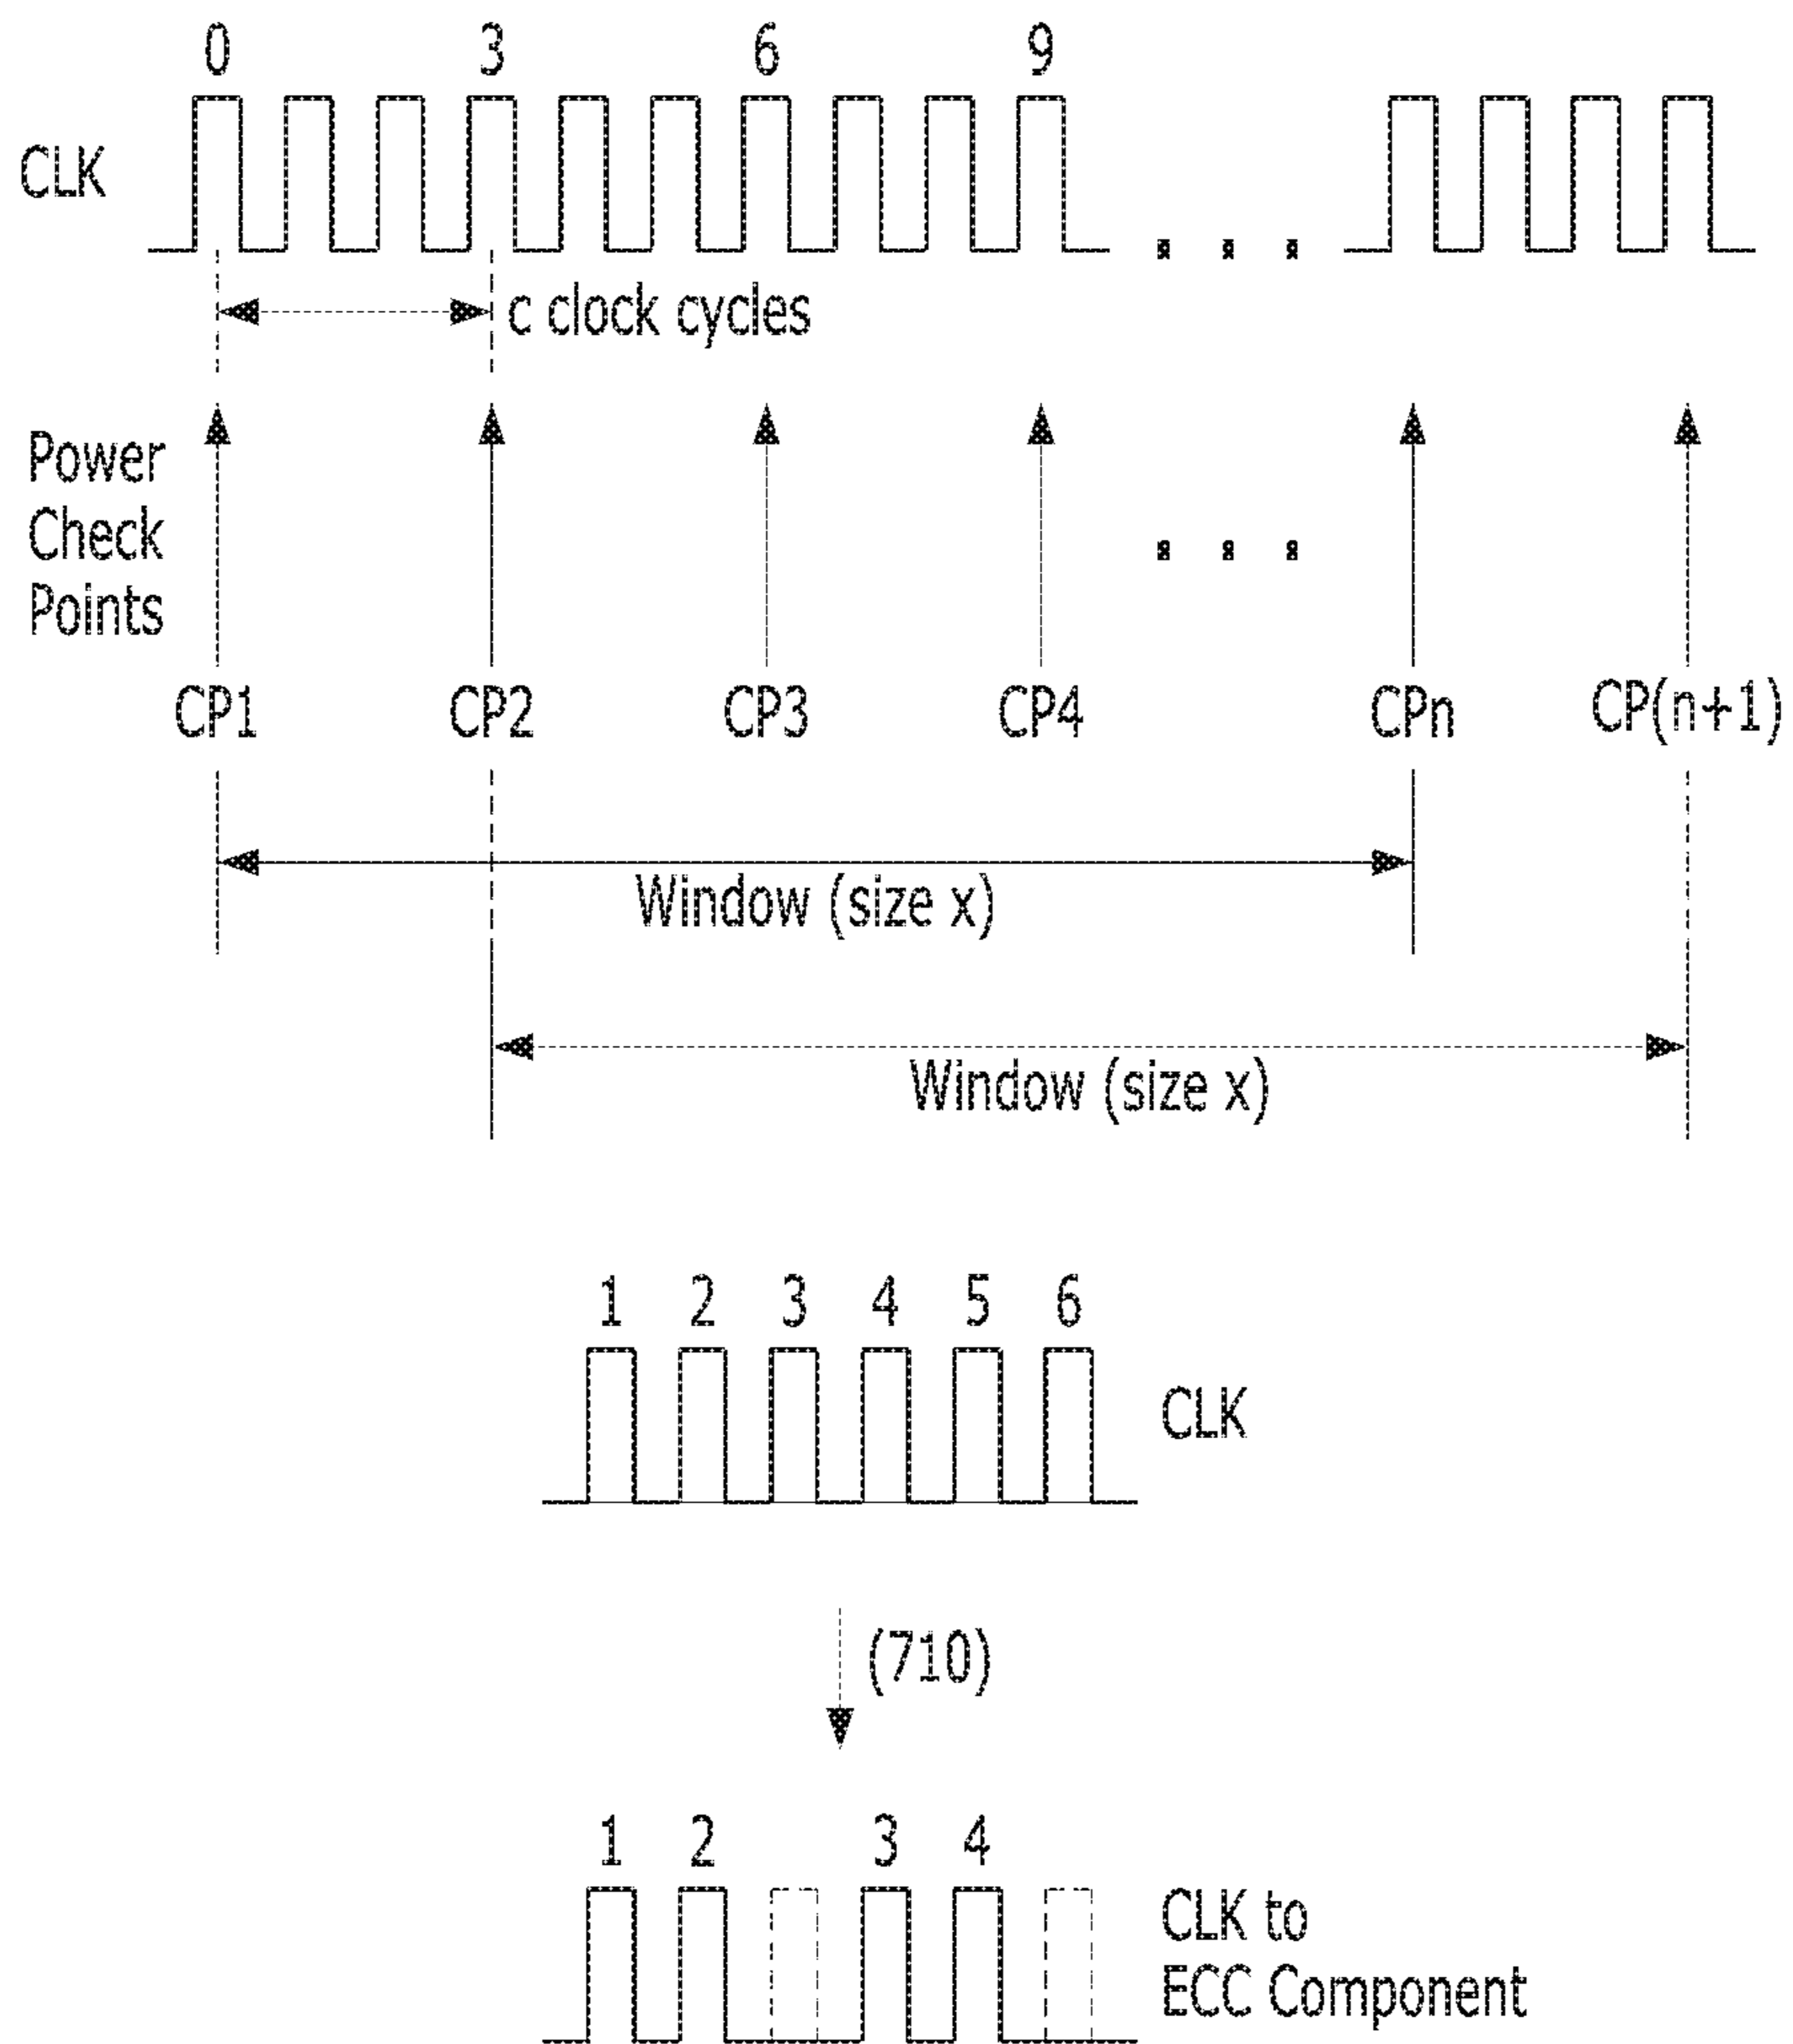 0 3 6 9
CLK
c clock cycles
Power
Check
Points
CP1 CP2 CP3 CP4 CPn CP(n+1)
Window (size x)
Window (size x)
1 2 3 4 5 6
CLK
(710)
1 2 3 4
CLK to
ECC Component